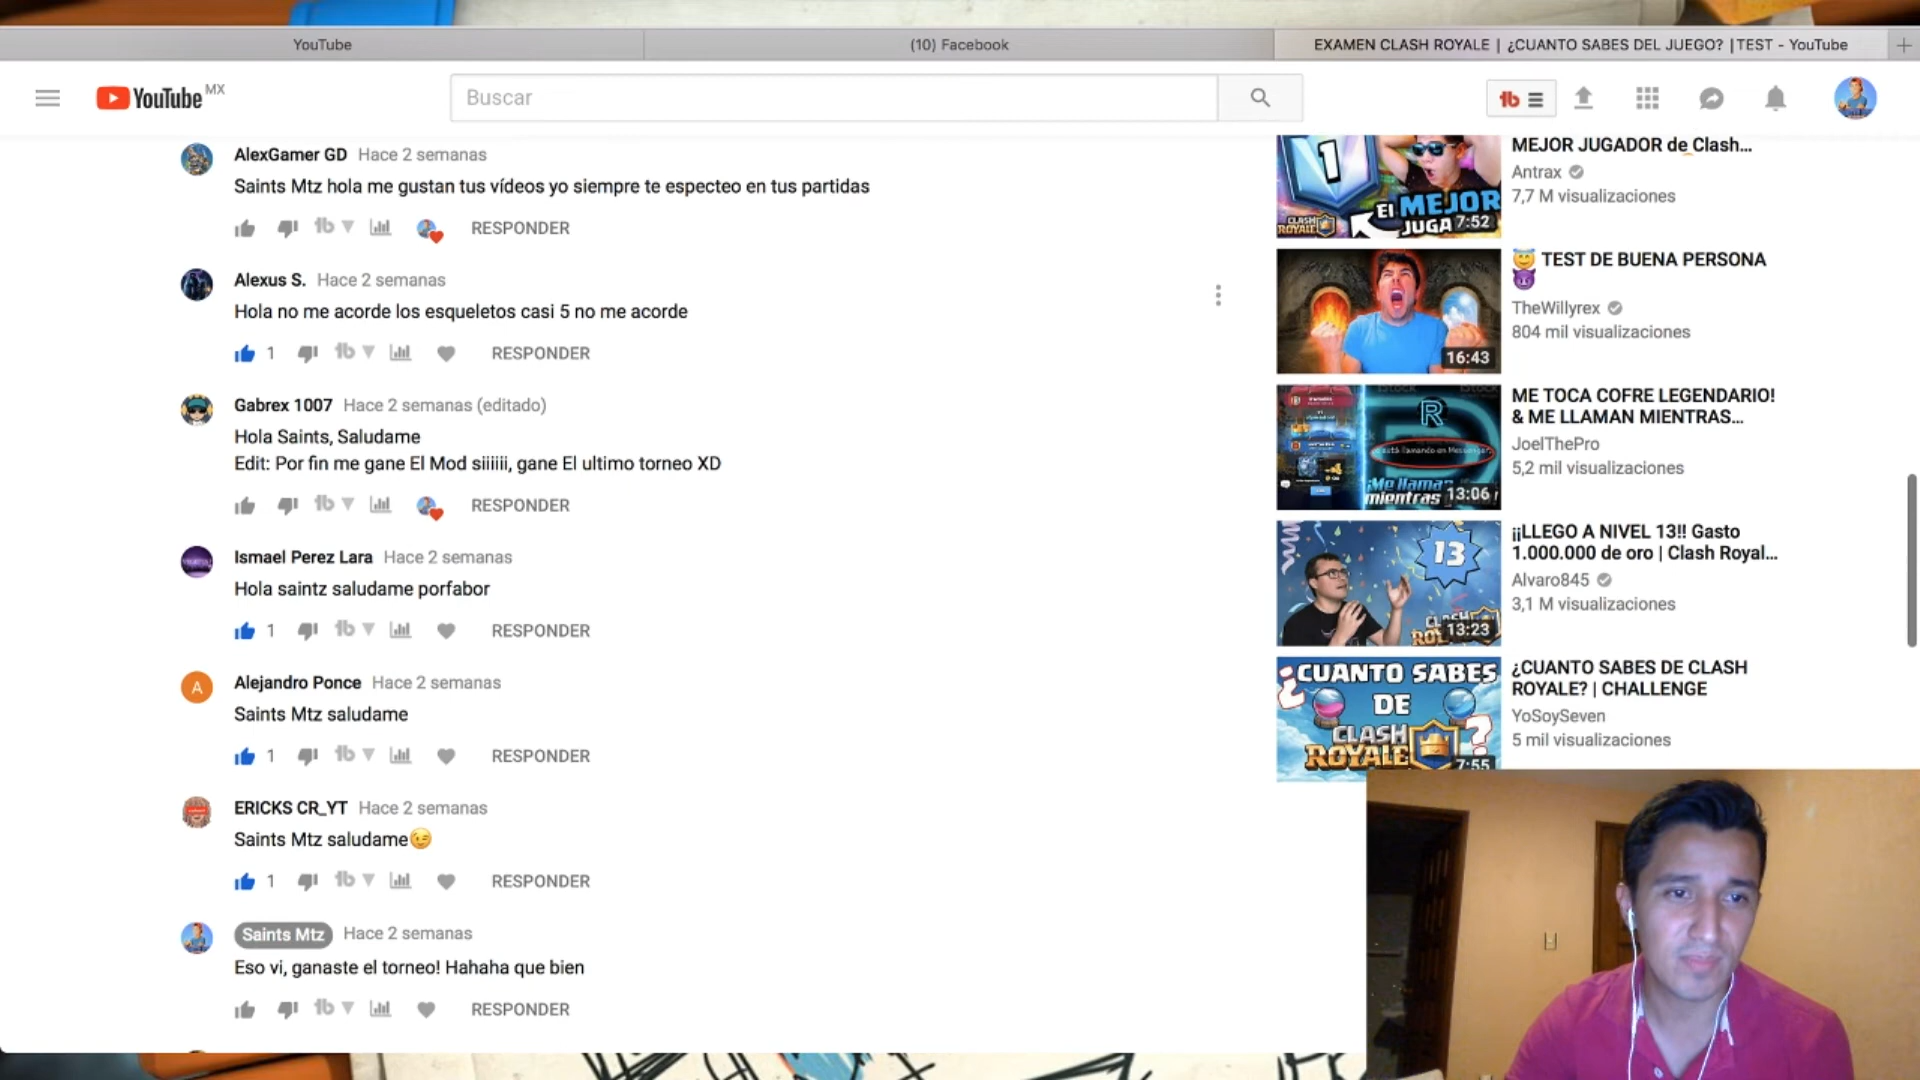 YouTube
(10) Facebook
EXAMEN CLASH ROYALE | ¿CUANTO SABES DEL JUEGO? |TEST - YouTube
YouTube MX
Buscar
AlexGamer GD Hace 2 semanas
Saints Mtz hola me gustan tus vídeos yo siempre te especteo en tus partidas
RESPONDER
Alexus S. Hace 2 semanas
Hola no me acorde los esqueletos casi 5 no me acorde
1 RESPONDER
Gabrex 1007 Hace 2 semanas (editado)
Hola Saints, Saludame
Edit: Por fin me gane El Mod siiiiii, gane El ultimo torneo XD
RESPONDER
Ismael Perez Lara Hace 2 semanas
Hola saintz saludame porfabor
1 RESPONDER
A
Alejandro Ponce Hace 2 semanas
Saints Mtz saludame
1 RESPONDER
ERICKS CR_YT Hace 2 semanas
Saints Mtz saludame😉
1 RESPONDER
Saints Mtz Hace 2 semanas
Eso vi, ganaste el torneo! Hahaha que bien
RESPONDER
1
El MEJOR
JUGA 7:52
CLASH
ROYALE
MEJOR JUGADOR de Clash...
Antrax
7,7 M visualizaciones
16:43
😇 TEST DE BUENA PERSONA
😈
TheWillyrex
804 mil visualizaciones
R
está llamando en Messenger
¡Me llaman
mientras 13:06
ME TOCA COFRE LEGENDARIO!
& ME LLAMAN MIENTRAS...
JoelThePro
5,2 mil visualizaciones
13
13:23
¡¡LLEGO A NIVEL 13!! Gasto
1.000.000 de oro | Clash Royal...
Alvaro845
3,1 M visualizaciones
¿CUANTO SABES
DE
CLASH
ROYALE ?
7:55
¿CUANTO SABES DE CLASH
ROYALE? | CHALLENGE
YoSoySeven
5 mil visualizaciones